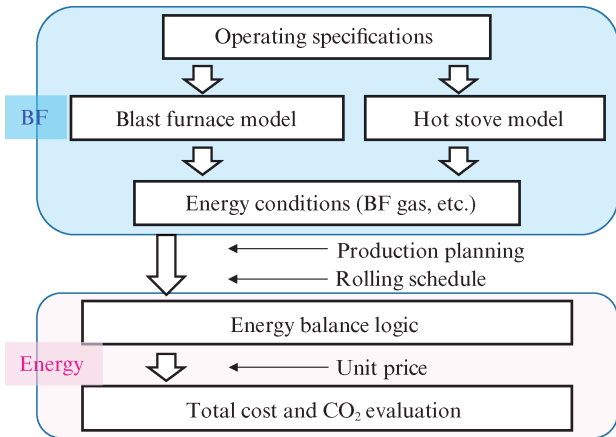 Operating specifications
BF
Blast furnace model
Hot stove model
Energy conditions (BF gas, etc.)
Production planning
Rolling schedule
Energy balance logic
Energy
Unit price
Total cost and CO₂ evaluation